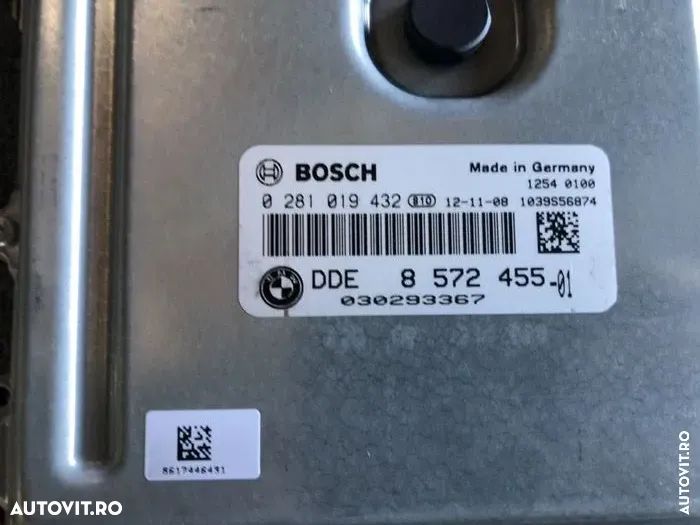 BOSCH
Made in Germany
1254 0100
0 281 019 432 B10 12-11-08 1039S56874
BMW
DDE 8 572 455-01
030293367
8617446431
AUTOVIT.RO
AUTOVIT.RO